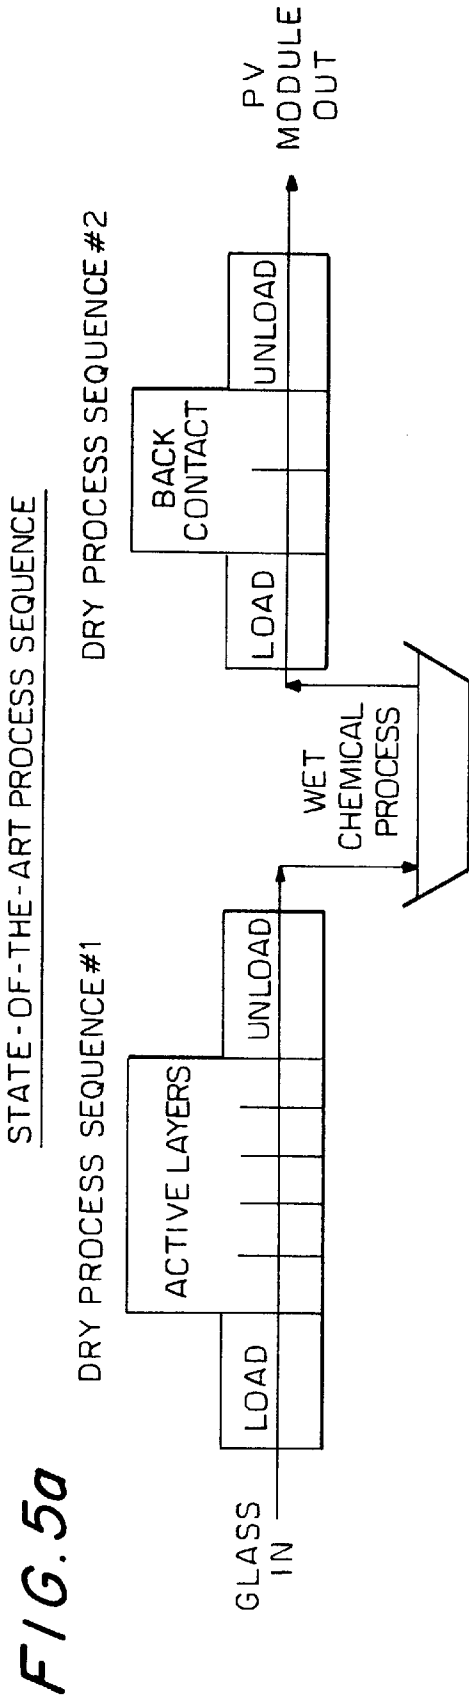 FIG. 5a
STATE-OF-THE-ART PROCESS SEQUENCE
DRY PROCESS SEQUENCE #1
DRY PROCESS SEQUENCE #2
GLASS
IN
LOAD
ACTIVE LAYERS
UNLOAD
WET
CHEMICAL
PROCESS
LOAD
BACK
CONTACT
UNLOAD
PV
MODULE
OUT